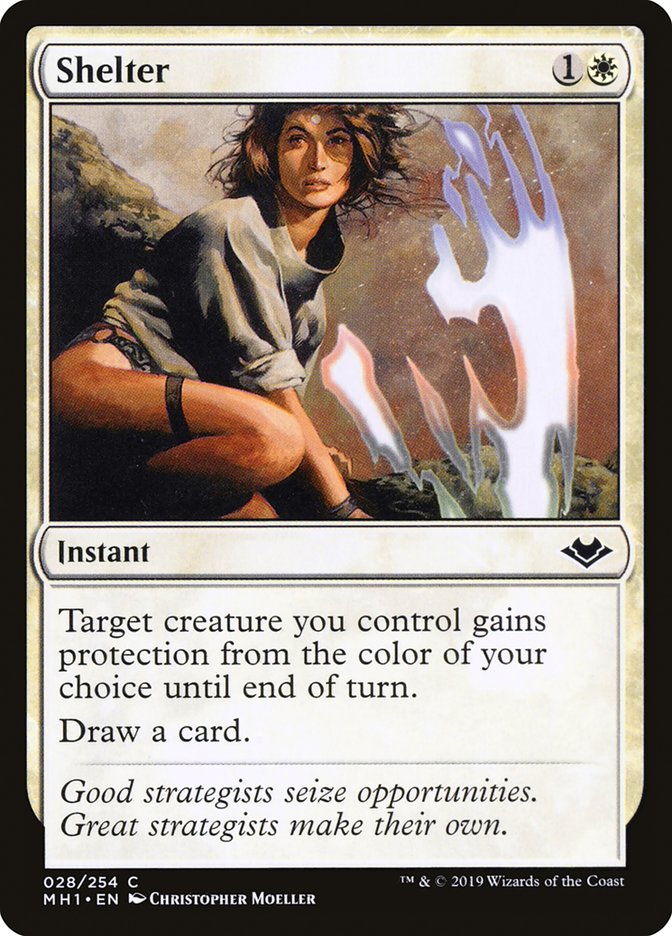 Shelter 1
Instant
Target creature you control gains
protection from the color of your
choice until end of turn.
Draw a card.
Good strategists seize opportunities.
Great strategists make their own.
028/254 C
MH1•EN Christopher Moeller
™ & © 2019 Wizards of the Coast